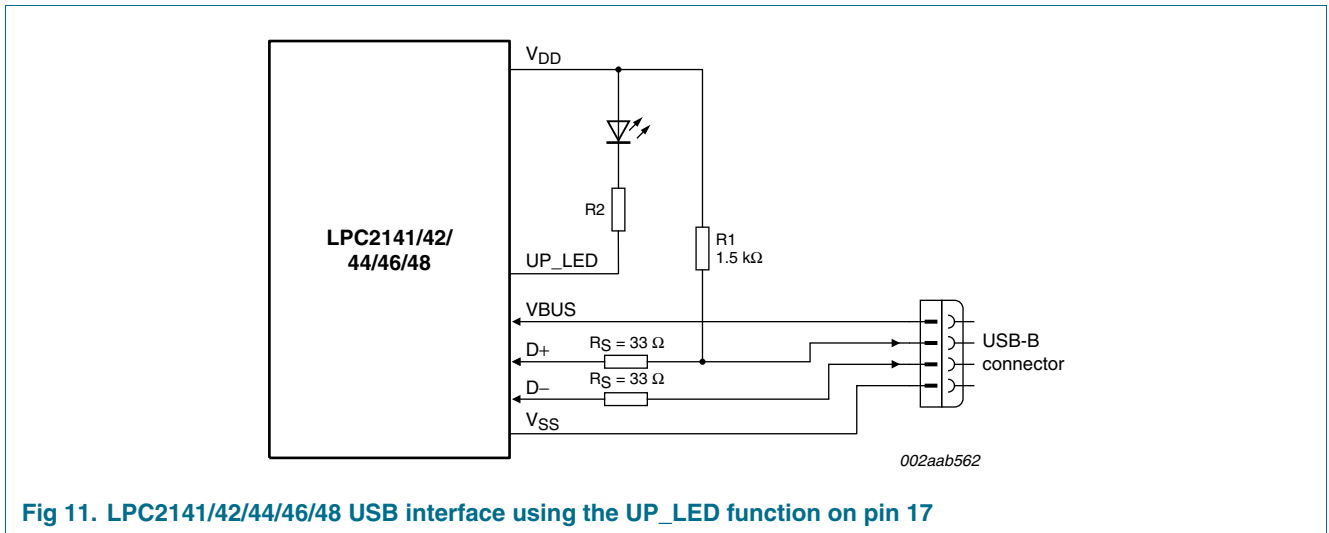 VDD
R2
R1
1.5 kΩ
LPC2141/42/
44/46/48
UP_LED
VBUS
D+
RS = 33 Ω
USB-B
connector
D−
RS = 33 Ω
VSS
002aab562
Fig 11. LPC2141/42/44/46/48 USB interface using the UP_LED function on pin 17